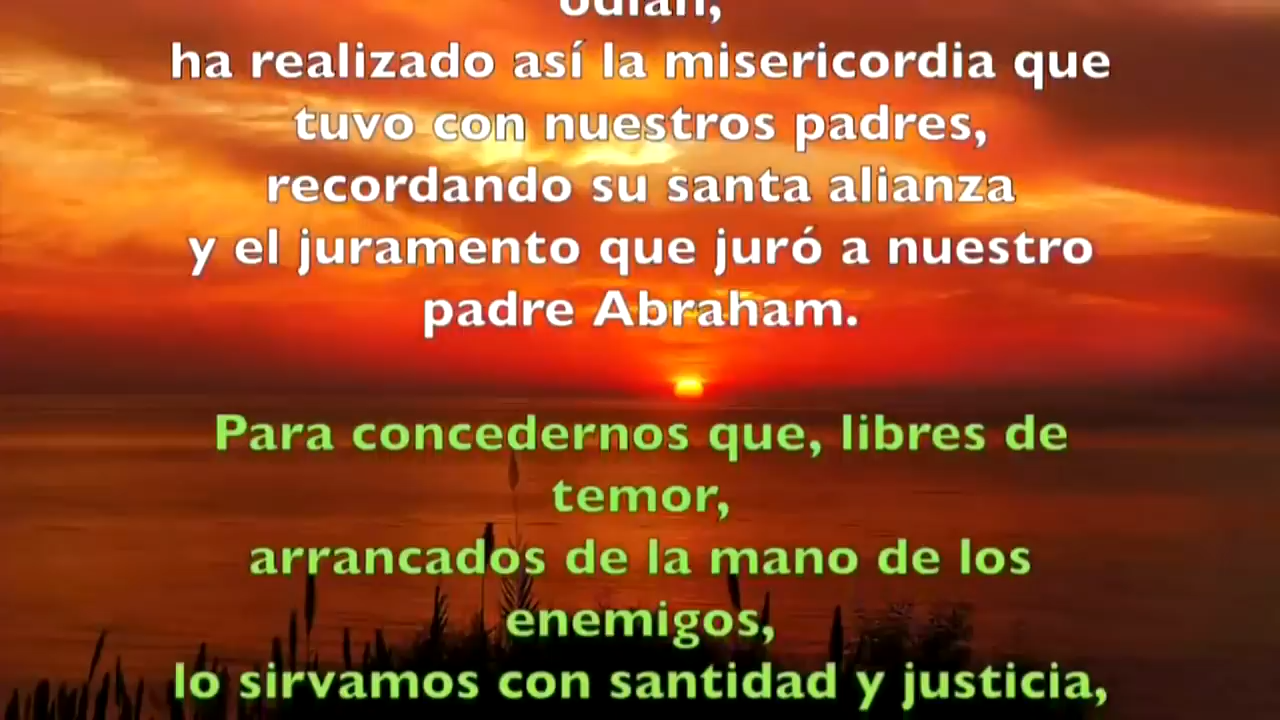 odian,
ha realizado así la misericordia que
tuvo con nuestros padres,
recordando su santa alianza
y el juramento que juró a nuestro
padre Abraham.
Para concedernos que, libres de
temor,
arrancados de la mano de los
enemigos,
lo sirvamos con santidad y justicia,